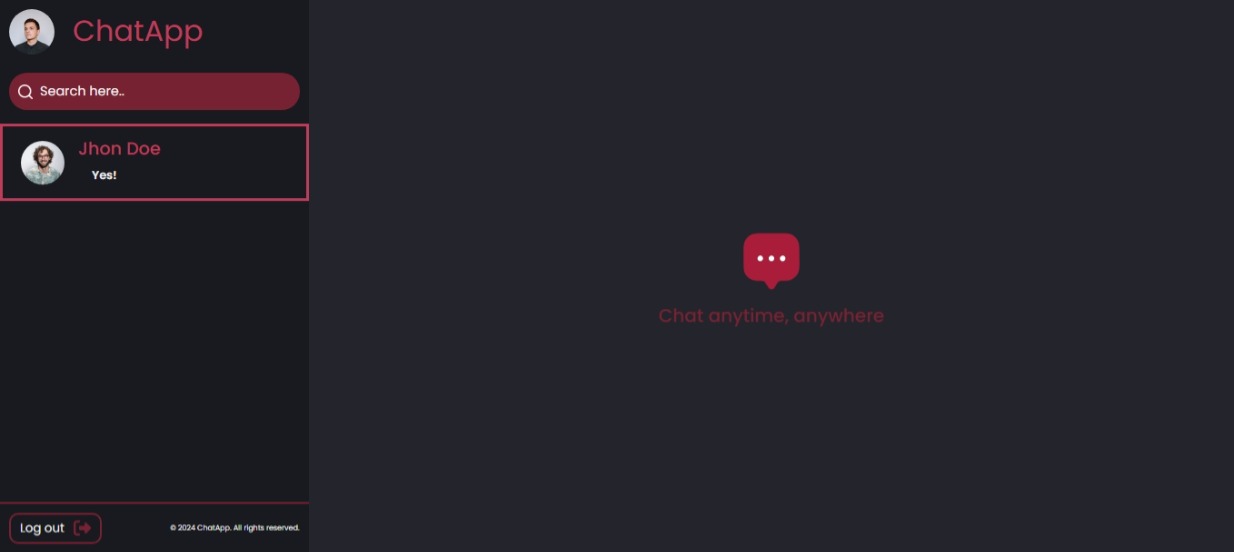 ChatApp
Search here..
Jhon Doe
Yes!
Chat anytime, anywhere
Log out
© 2024 ChatApp. All rights reserved.